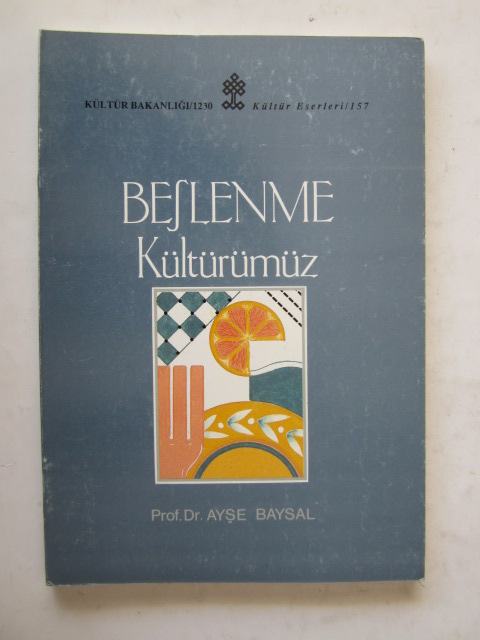 KÜLTÜR BAKANLIĞI/1230 Kültür Eserleri/157
BESLENME
Kültürümüz
Prof. Dr. AYŞE BAYSAL